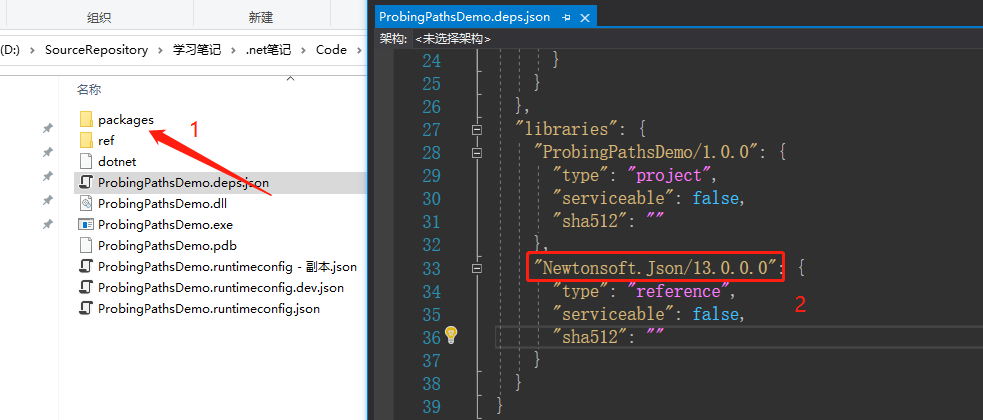 组织
新建
(D:) > SourceRepository > 学习笔记 > .net笔记 > Code >
名称
packages
1
ref
dotnet
ProbingPathsDemo.deps.json
ProbingPathsDemo.dll
ProbingPathsDemo.exe
ProbingPathsDemo.pdb
ProbingPathsDemo.runtimeconfig - 副本.json
ProbingPathsDemo.runtimeconfig.dev.json
ProbingPathsDemo.runtimeconfig.json
ProbingPathsDemo.deps.json
架构: <未选择架构>
24 }
25 }
26 },
27 "libraries": {
28 "ProbingPathsDemo/1.0.0": {
29 "type": "project",
30 "serviceable": false,
31 "sha512": ""
32 },
33 "Newtonsoft.Json/13.0.0.0": {
34 "type": "reference",
2
35 "serviceable": false,
36 "sha512": ""
37 }
38 }
39 }